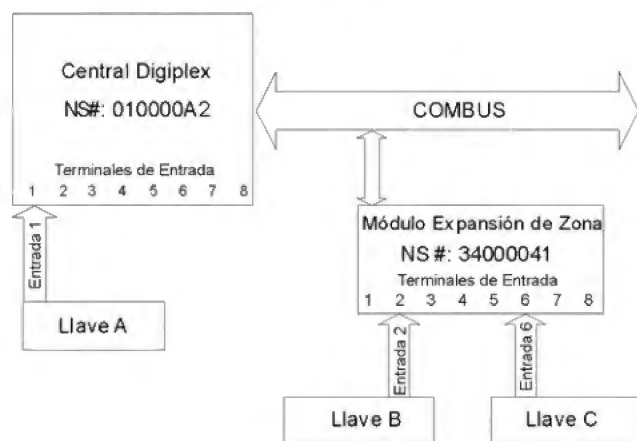 Central Digiplex
NS#: 010000A2
Terminales de Entrada
1 2 3 4 5 6 7 8
COMBUS
Entrada 1
Llave A
Módulo Expansión de Zona
NS #: 34000041
Terminales de Entrada
1 2 3 4 5 6 7 8
Entrada 2
Entrada 6
Llave B
Llave C